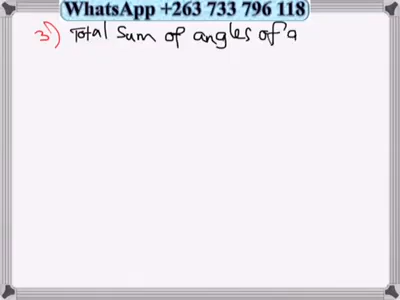 WhatsApp +263 733 796 118
3) Total Sum of angles of a